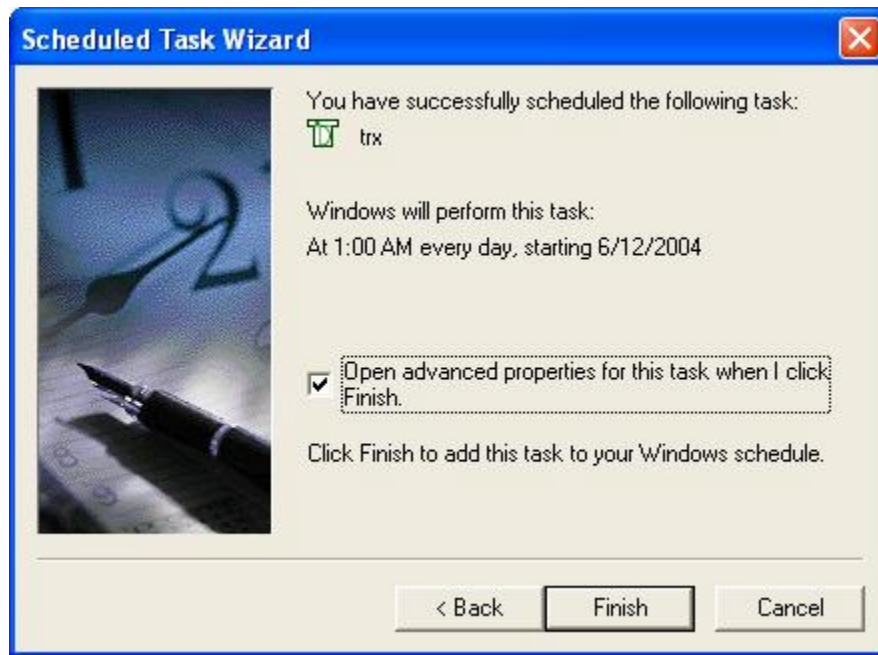 Scheduled Task Wizard
You have successfully scheduled the following task:
trx
Windows will perform this task:
At 1:00 AM every day, starting 6/12/2004
Open advanced properties for this task when I click
Finish.
Click Finish to add this task to your Windows schedule.
< Back Finish Cancel